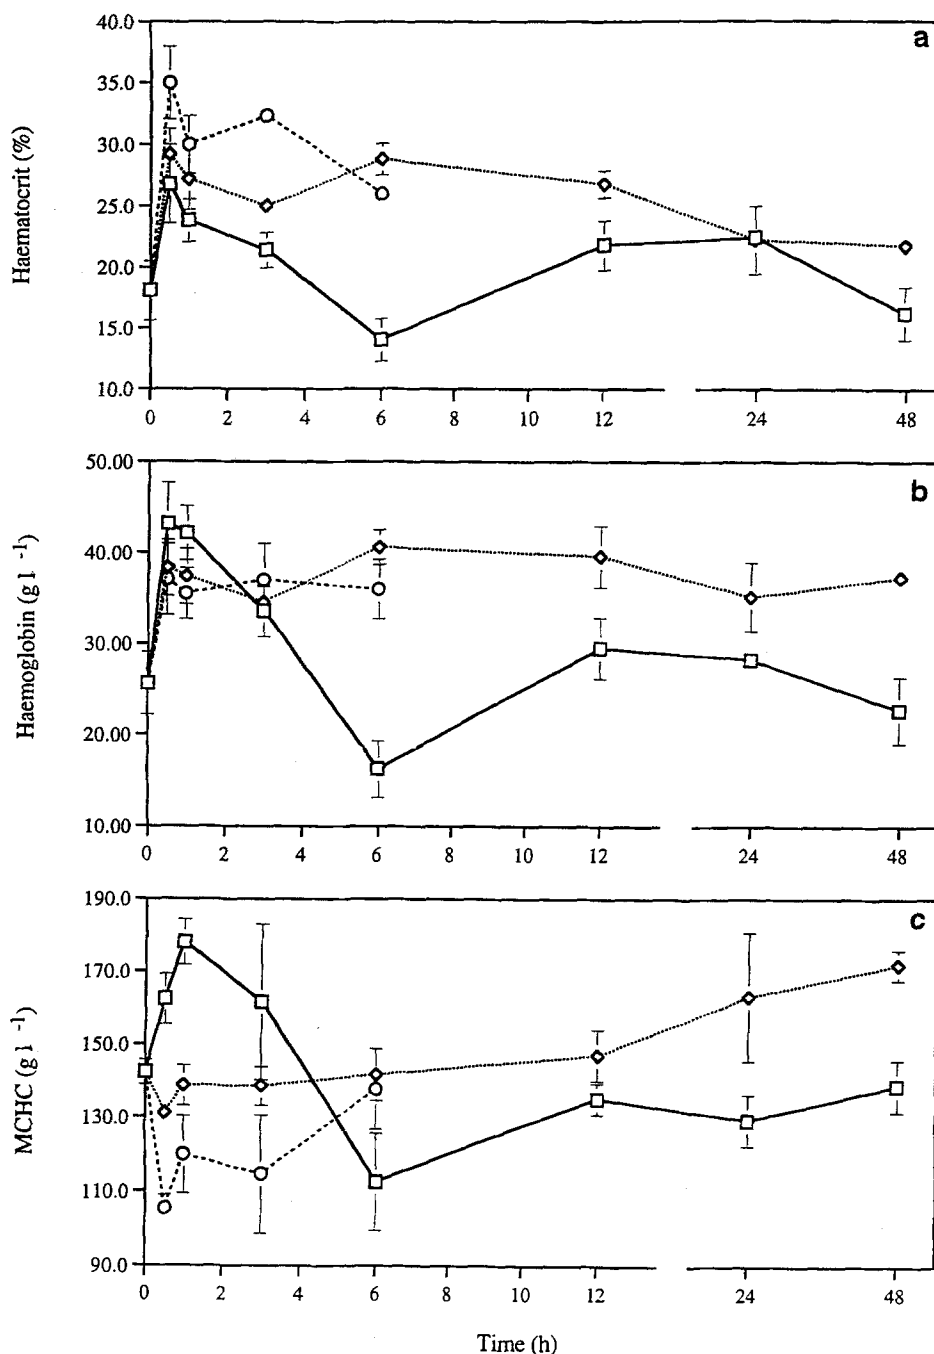 a
40.0
35.0
30.0
25.0
20.0
15.0
10.0
Haematocrit (%)
0 2 4 6 8 10 12 24 48
b
50.00
40.00
30.00
20.00
10.00
Haemoglobin (g l -1)
0 2 4 6 8 10 12 24 48
c
190.0
170.0
150.0
130.0
110.0
90.0
MCHC (g l -1)
0 2 4 6 8 10 12 24 48
Time (h)